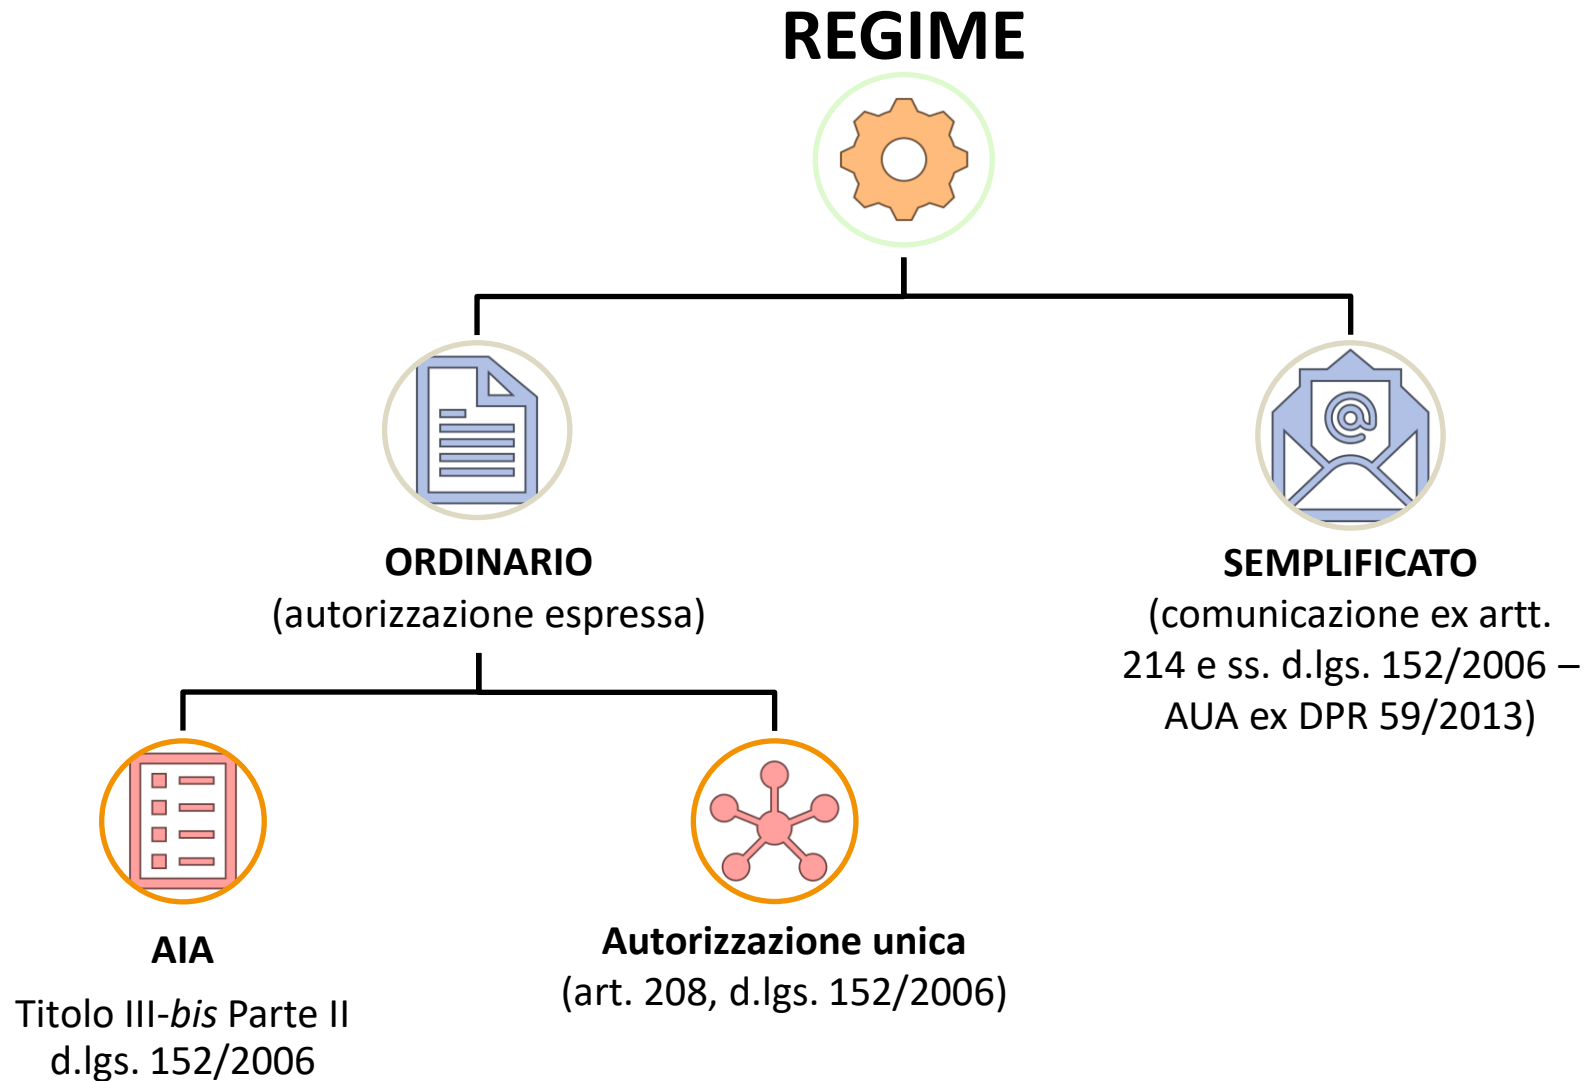 REGIME
ORDINARIO
(autorizzazione espressa)
SEMPLIFICATO
(comunicazione ex artt.
214 e ss. d.lgs. 152/2006 –
AUA ex DPR 59/2013)
AIA
Titolo III-bis Parte II
d.lgs. 152/2006
Autorizzazione unica
(art. 208, d.lgs. 152/2006)